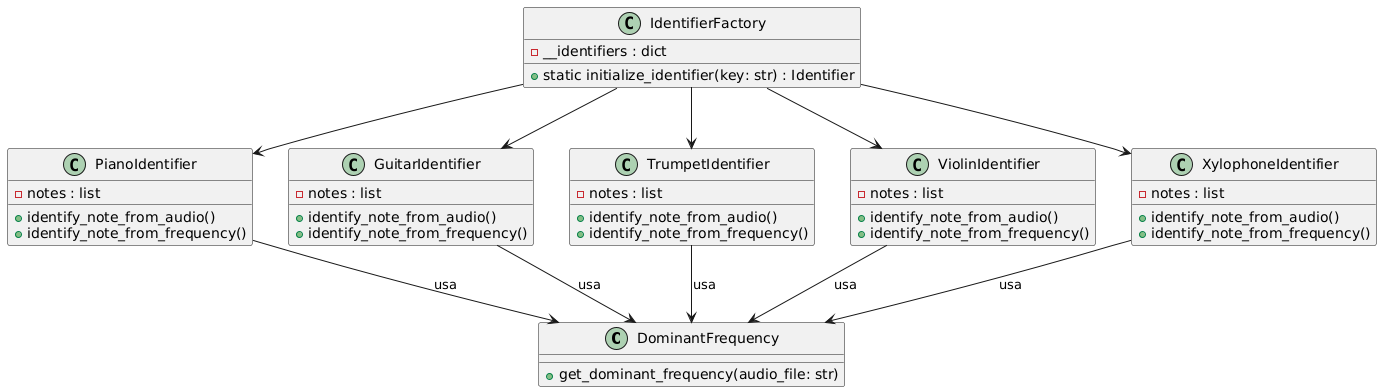 C IdentifierFactory
__identifiers : dict
static initialize_identifier(key: str) : Identifier
C PianoIdentifier
notes : list
identify_note_from_audio()
identify_note_from_frequency()
C GuitarIdentifier
notes : list
identify_note_from_audio()
identify_note_from_frequency()
C TrumpetIdentifier
notes : list
identify_note_from_audio()
identify_note_from_frequency()
C ViolinIdentifier
notes : list
identify_note_from_audio()
identify_note_from_frequency()
C XylophoneIdentifier
notes : list
identify_note_from_audio()
identify_note_from_frequency()
usa
usa
usa
usa
usa
C DominantFrequency
get_dominant_frequency(audio_file: str)